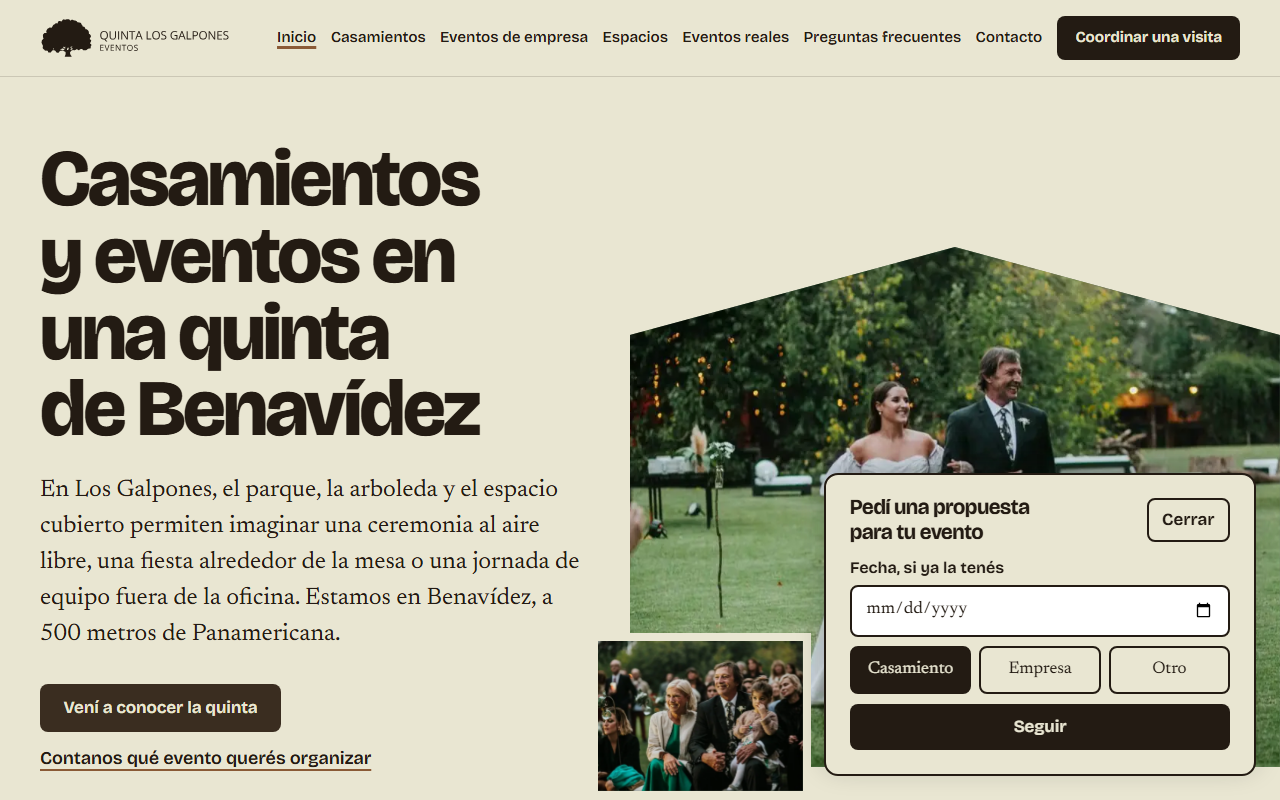 QUINTA LOS GALPONES
EVENTOS
Inicio
Casamientos
Eventos de empresa
Espacios
Eventos reales
Preguntas frecuentes
Contacto
Coordinar una visita
Casamientos
y eventos en
una quinta
de Benavídez
En Los Galpones, el parque, la arboleda y el espacio
cubierto permiten imaginar una ceremonia al aire
libre, una fiesta alrededor de la mesa o una jornada de
equipo fuera de la oficina. Estamos en Benavídez, a
500 metros de Panamericana.
Vení a conocer la quinta
Contanos qué evento querés organizar
Pedí una propuesta
para tu evento
Cerrar
Fecha, si ya la tenés
mm/dd/yyyy
Casamiento
Empresa
Otro
Seguir